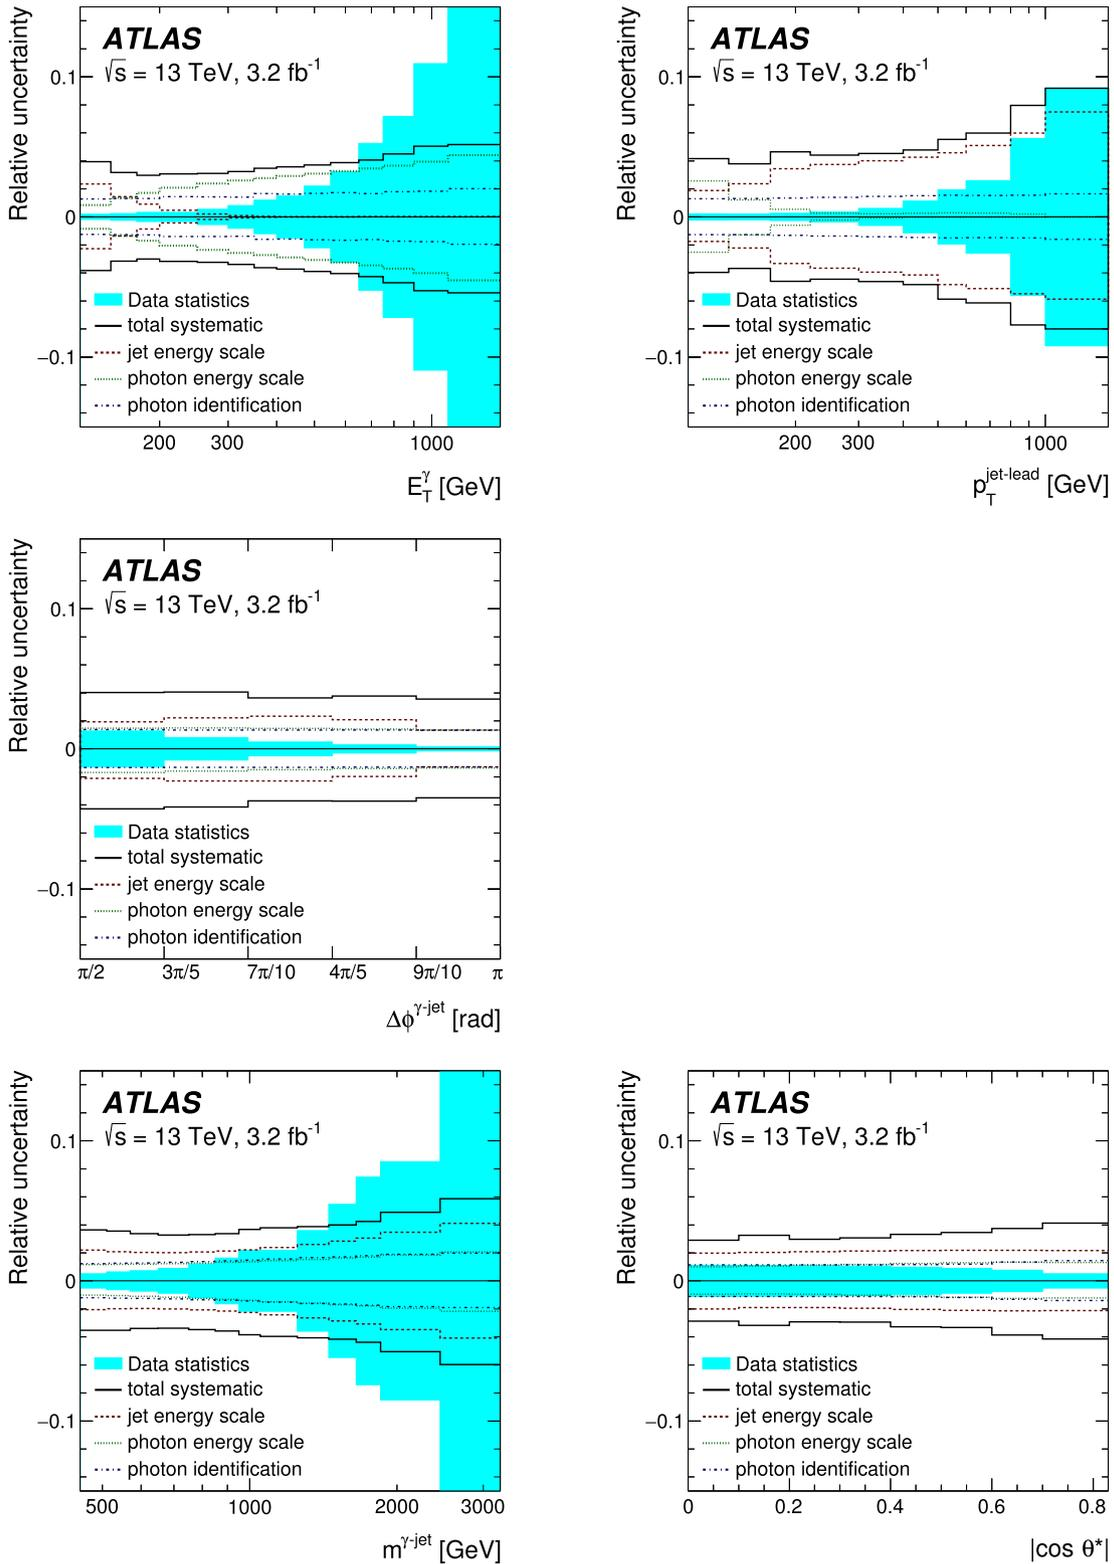 Relative uncertainty
ATLAS
√s = 13 TeV, 3.2 fb⁻¹
0.1
0
−0.1
Data statistics
total systematic
jet energy scale
photon energy scale
photon identification
200 300 1000
E_T^γ [GeV]
Relative uncertainty
ATLAS
√s = 13 TeV, 3.2 fb⁻¹
0.1
0
−0.1
Data statistics
total systematic
jet energy scale
photon energy scale
photon identification
200 300 1000
p_T^jet-lead [GeV]
Relative uncertainty
ATLAS
√s = 13 TeV, 3.2 fb⁻¹
0.1
0
−0.1
Data statistics
total systematic
jet energy scale
photon energy scale
photon identification
π/2 3π/5 7π/10 4π/5 9π/10 π
Δϕ^γ-jet [rad]
Relative uncertainty
ATLAS
√s = 13 TeV, 3.2 fb⁻¹
0.1
0
−0.1
Data statistics
total systematic
jet energy scale
photon energy scale
photon identification
500 1000 2000 3000
m^γ-jet [GeV]
Relative uncertainty
ATLAS
√s = 13 TeV, 3.2 fb⁻¹
0.1
0
−0.1
Data statistics
total systematic
jet energy scale
photon energy scale
photon identification
0 0.2 0.4 0.6 0.8
|cos θ*|